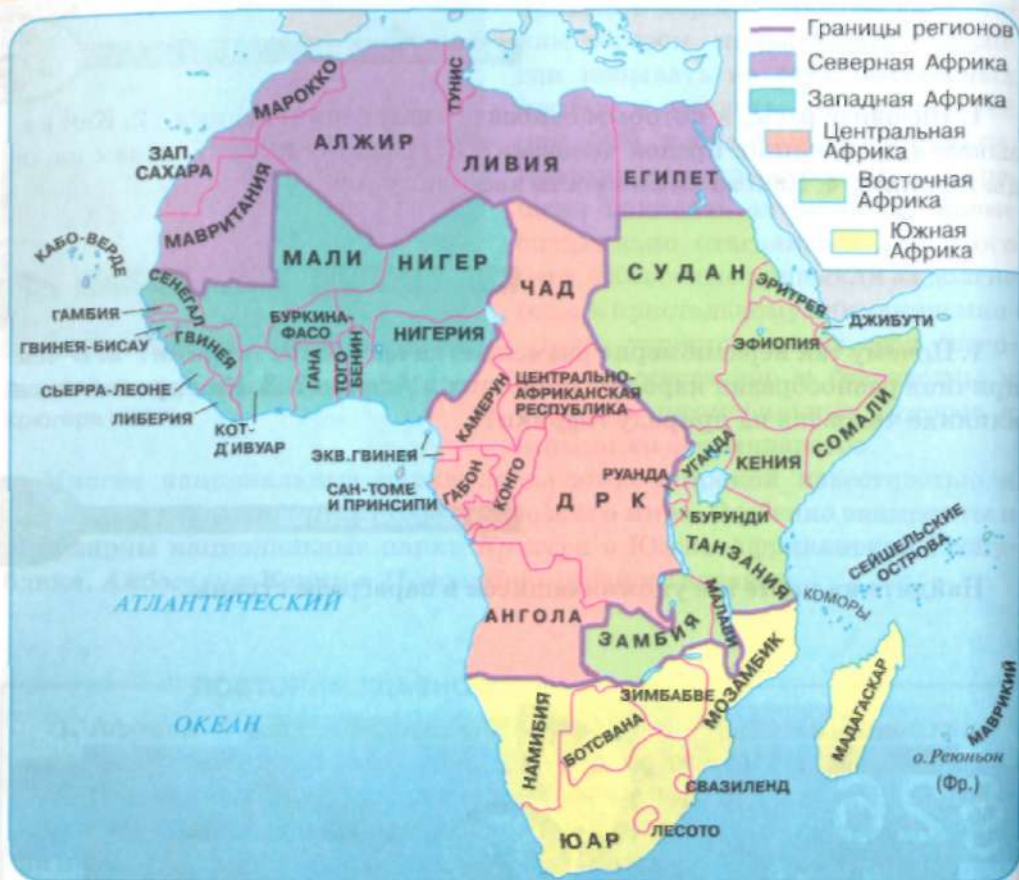 Границы регионов
Северная Африка
Западная Африка
Центральная
Африка
Восточная
Африка
Южная
Африка
МАРОККО
ТУНИС
АЛЖИР
ЛИВИЯ
ЕГИПЕТ
ЗАП.
САХАРА
МАВРИТАНИЯ
КАБО-ВЕРДЕ
МАЛИ
НИГЕР
ЧАД
СУДАН
ЭРИТРЕЯ
ДЖИБУТИ
СЕНЕГАЛ
ГАМБИЯ
ГВИНЕЯ-БИСАУ
ГВИНЕЯ
БУРКИНА-
ФАСО
НИГЕРИЯ
ГАНА
ТОГО
БЕНИН
ЭФИОПИЯ
СЬЕРРА-ЛЕОНЕ
ЛИБЕРИЯ
КОТ-
Д'ИВУАР
КАМЕРУН
ЦЕНТРАЛЬНО-
АФРИКАНСКАЯ
РЕСПУБЛИКА
СОМАЛИ
ЭКВ.ГВИНЕЯ
САН-ТОМЕ
И ПРИНСИПИ
ГАБОН
КОНГО
ДРК
РУАНДА
УГАНДА
КЕНИЯ
БУРУНДИ
ТАНЗАНИЯ
СЕЙШЕЛЬСКИЕ
ОСТРОВА
КОМОРЫ
АТЛАНТИЧЕСКИЙ
ОКЕАН
АНГОЛА
ЗАМБИЯ
МАЛАВИ
МОЗАМБИК
ЗИМБАБВЕ
НАМИБИЯ
БОТСВАНА
МАДАГАСКАР
МАВРИКИЙ
о.Реюньон
(Фр.)
СВАЗИЛЕНД
ЛЕСОТО
ЮАР